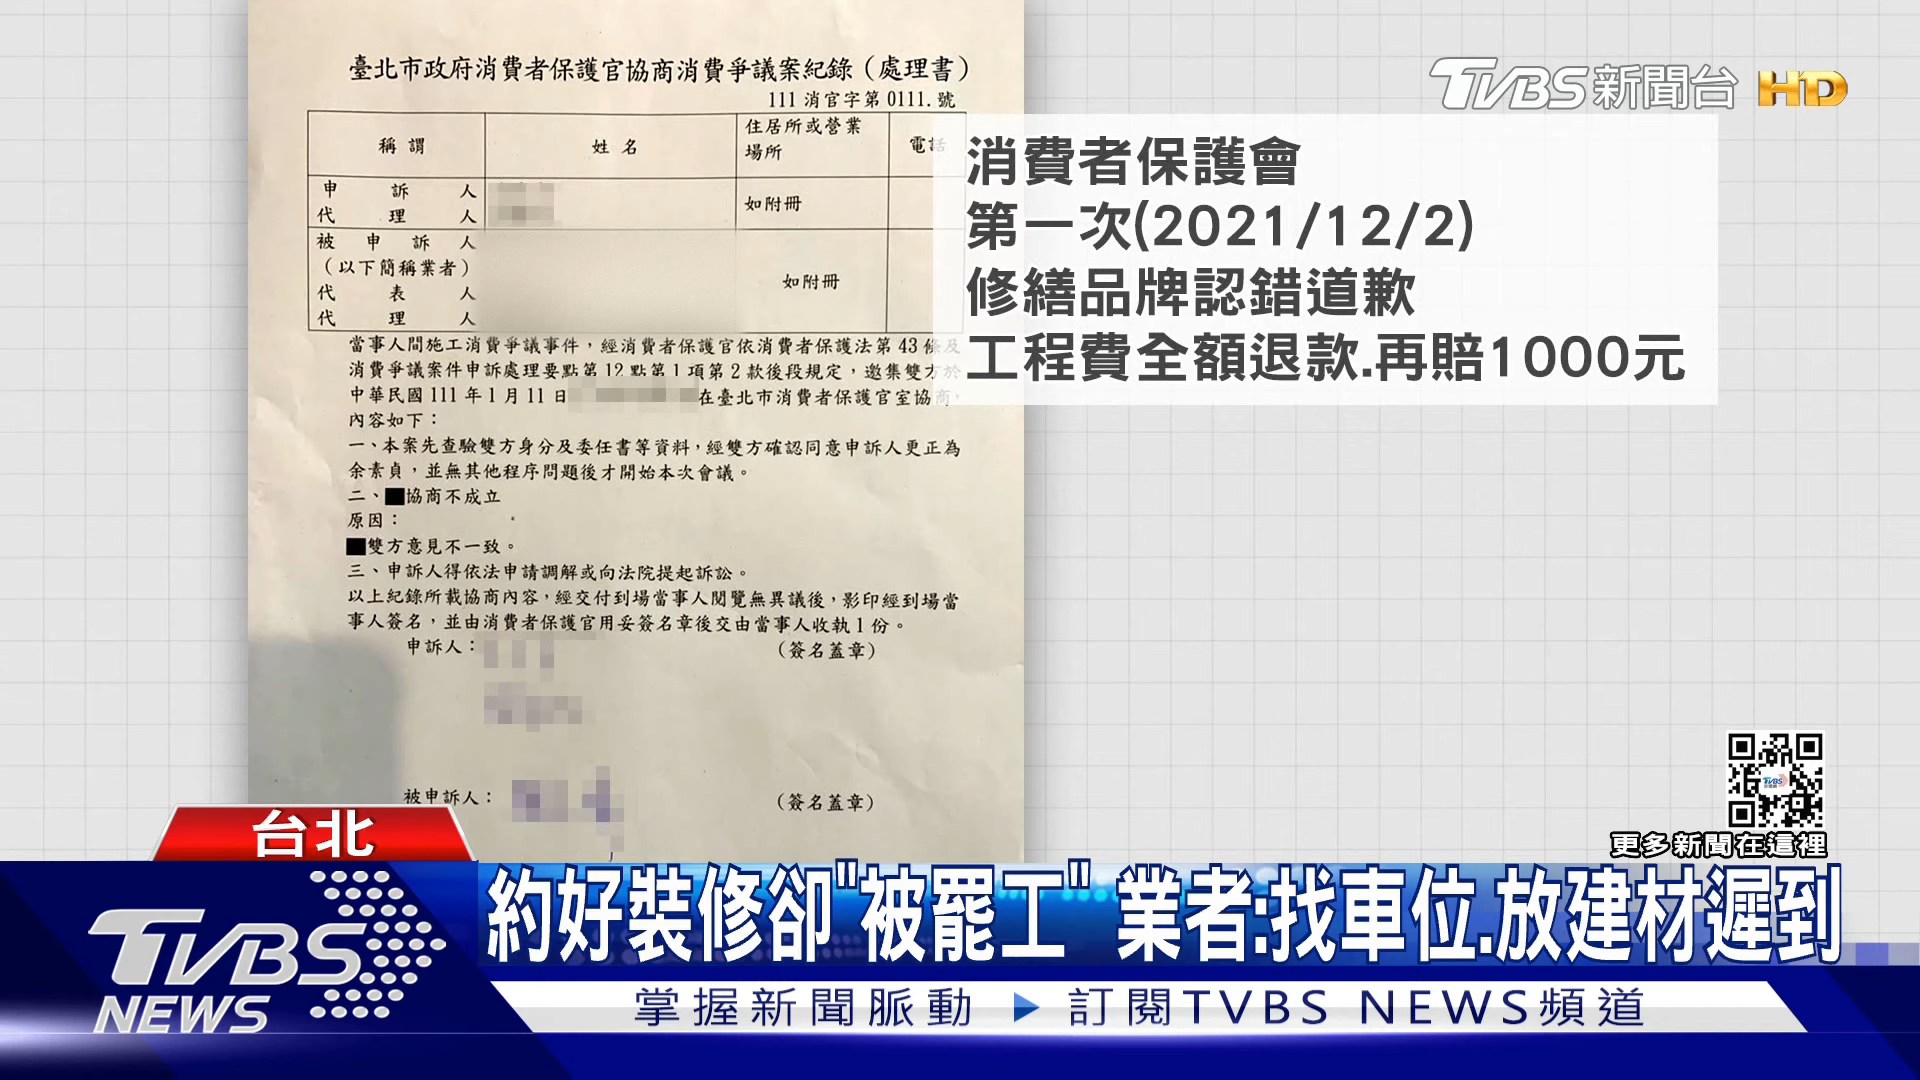 臺北市政府消費者保護官協商消費爭議案紀錄（處理書）
111 消官字第 0111. 號
稱謂
姓名
住居所或營業場所
電話
申訴人
代理人
如附冊
被申訴人
（以下簡稱業者）
代表人
代理人
如附冊
當事人間施工消費爭議事件，經消費者保護官依消費者保護法第 43 條及
消費爭議案件申訴處理要點第 12 點第 1 項第 2 款後段規定，邀集雙方於
中華民國 111 年 1 月 11 日
在臺北市消費者保護官室協商，
內容如下：
一、本案先查驗雙方身分及委任書等資料，經雙方確認同意申訴人更正為
余素貞，並無其他程序問題後才開始本次會議。
二、■協商不成立
原因：
■雙方意見不一致。
三、申訴人得依法申請調解或向法院提起訴訟。
以上紀錄所載協商內容，經交付到場當事人閱覽無異議後，影印經到場當
事人簽名，並由消費者保護官用妥簽名章後交由當事人收執 1 份。
申訴人：
（簽名蓋章）
被申訴人：
（簽名蓋章）
TVBS新聞台 HD
消費者保護會
第一次(2021/12/2)
修繕品牌認錯道歉
工程費全額退款.再賠1000元
TVBS
更多新聞在這裡
台北
約好裝修卻"被罷工" 業者:找車位.放建材遲到
TVBS
NEWS
掌握新聞脈動 ▶ 訂閱TVBS NEWS頻道